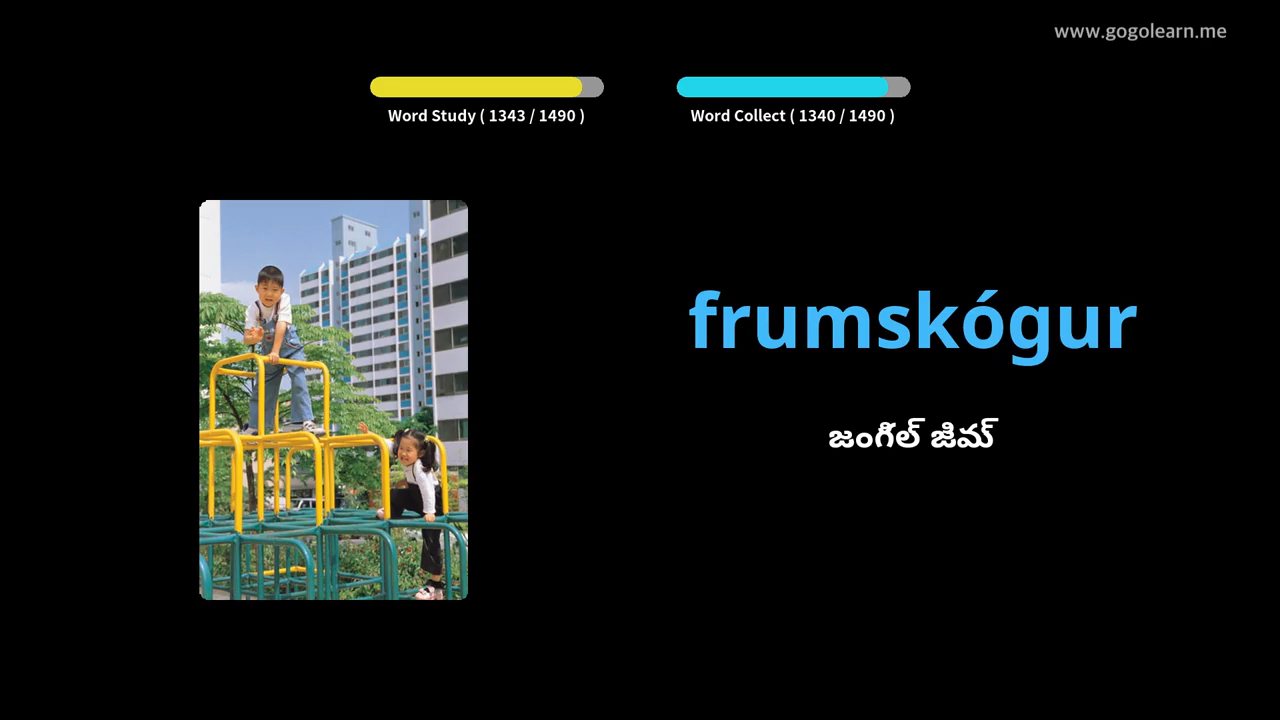 www.gogolearn.me
Word Study ( 1343 / 1490 )
Word Collect ( 1340 / 1490 )
frumskógur
జంగిల్ జిమ్